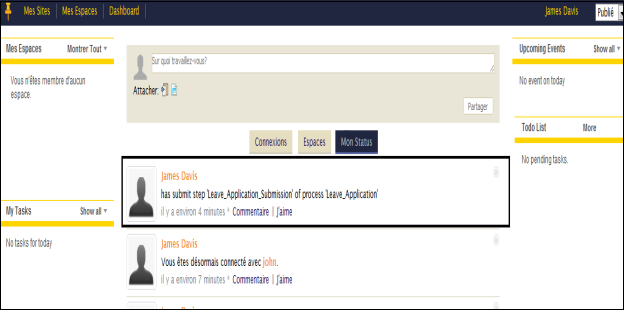 Mes Sites | Mes Espaces | Dashboard
James Davis
Publié
Mes Espaces
Montrer Tout
Vous n'êtes membre d'aucun
espace.
My Tasks
Show all
No tasks for today
Sur quoi travaillez-vous?
Attacher:
Partager
Connexions
Espaces
Mon Status
James Davis
has submit step 'Leave_Application_Submission' of process 'Leave_Application'
il y a environ 4 minutes * Commentaire | J'aime
James Davis
Vous êtes désormais connecté avec john.
il y a environ 7 minutes * Commentaire | J'aime
Upcoming Events
Show all
No event on today
Todo List
More
No pending tasks.